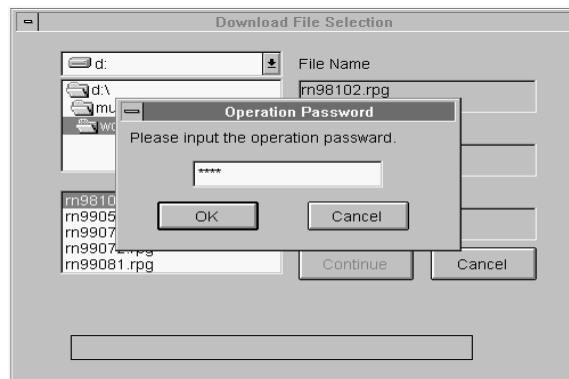 Download File Selection
d:
File Name
d:\
rn98102.rpg
Operation Password
Please input the operation passward.
****
OK
Cancel
rn99081.rpg
Continue
Cancel